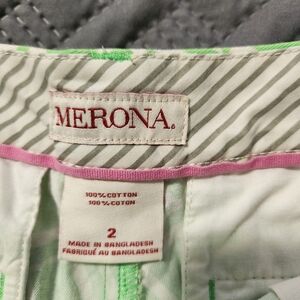 MERONA.
100% COTTON
100% COTON
2
MADE IN BANGLADESH
FABRIQUÉ AU BANGLADESH